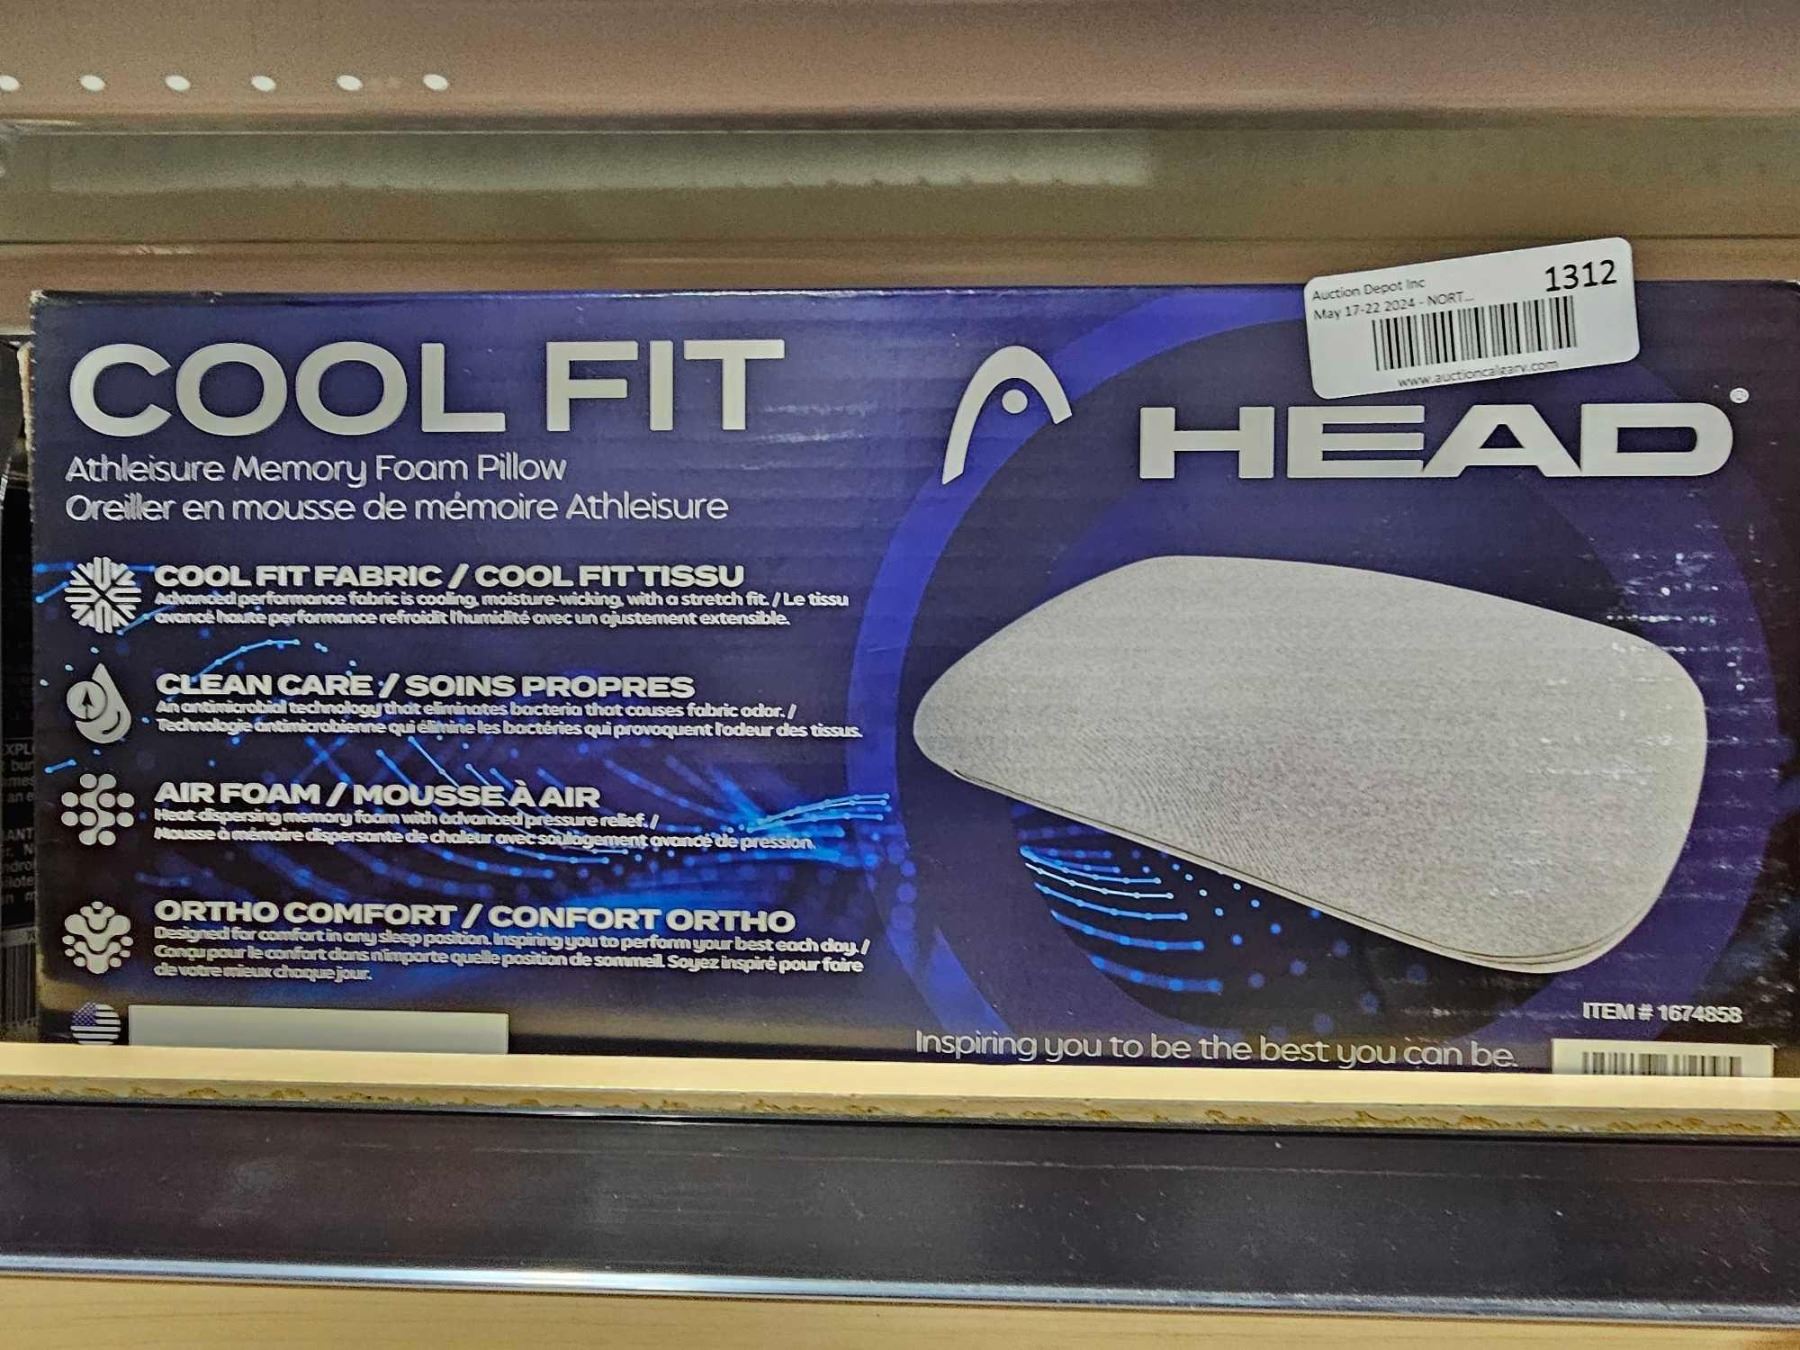 Auction Depot Inc
1312
May 17-22 2024 - NORT...
www.auctioncalgary.com
COOL FIT
HEAD®
Athleisure Memory Foam Pillow
Oreiller en mousse de mémoire Athleisure
COOL FIT FABRIC / COOL FIT TISSU
Advanced performance fabric is cooling, moisture-wicking, with a stretch fit. / Le tissu
avancé haute performance refroidit l'humidité avec un ajustement extensible.
CLEAN CARE / SOINS PROPRES
An antimicrobial technology that eliminates bacteria that causes fabric odor. /
Technologie antimicrobienne qui élimine les bactéries qui provoquent l'odeur des tissus.
AIR FOAM / MOUSSE À AIR
Heat-dispersing memory foam with advanced pressure relief. /
Mousse à mémoire dispersante de chaleur avec soulagement avancé de pression.
ORTHO COMFORT / CONFORT ORTHO
Designed for comfort in any sleep position. Inspiring you to perform your best each day. /
Conçu pour le confort dans n'importe quelle position de sommeil. Soyez inspiré pour faire
de votre mieux chaque jour.
ITEM # 1674858
Inspiring you to be the best you can be.